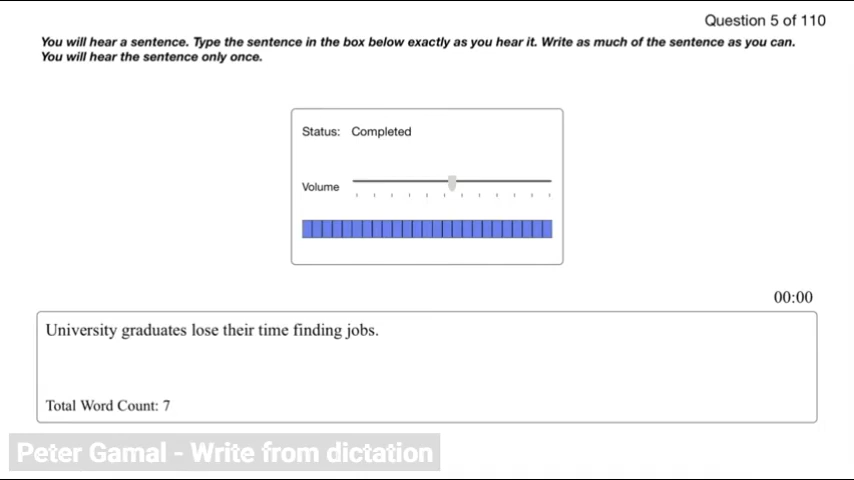 Question 5 of 110
You will hear a sentence. Type the sentence in the box below exactly as you hear it. Write as much of the sentence as you can.
You will hear the sentence only once.
Status: Completed
Volume
00:00
University graduates lose their time finding jobs.
Total Word Count: 7
Peter Gamal - Write from dictation